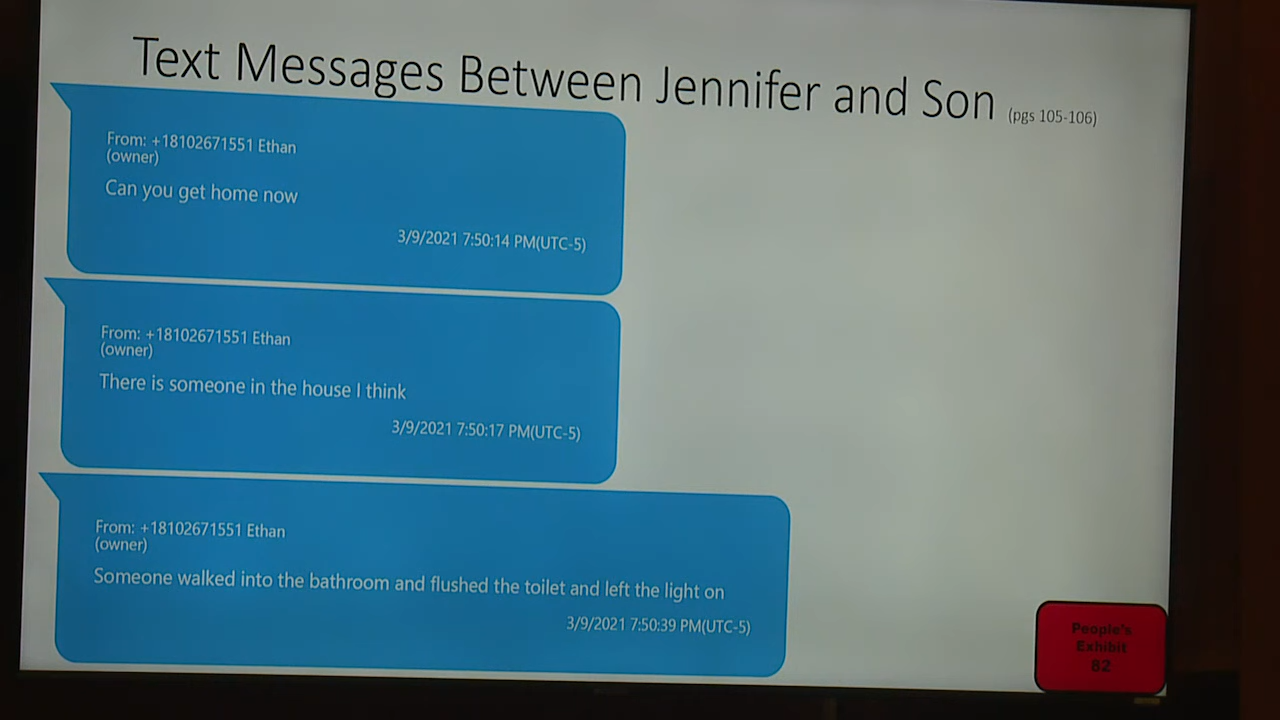 Text Messages Between Jennifer and Son (pgs 105-106)
From: +18102671551 Ethan
(owner)
Can you get home now
3/9/2021 7:50:14 PM(UTC-5)
From: +18102671551 Ethan
(owner)
There is someone in the house I think
3/9/2021 7:50:17 PM(UTC-5)
From: +18102671551 Ethan
(owner)
Someone walked into the bathroom and flushed the toilet and left the light on
3/9/2021 7:50:39 PM(UTC-5)
People's
Exhibit
82